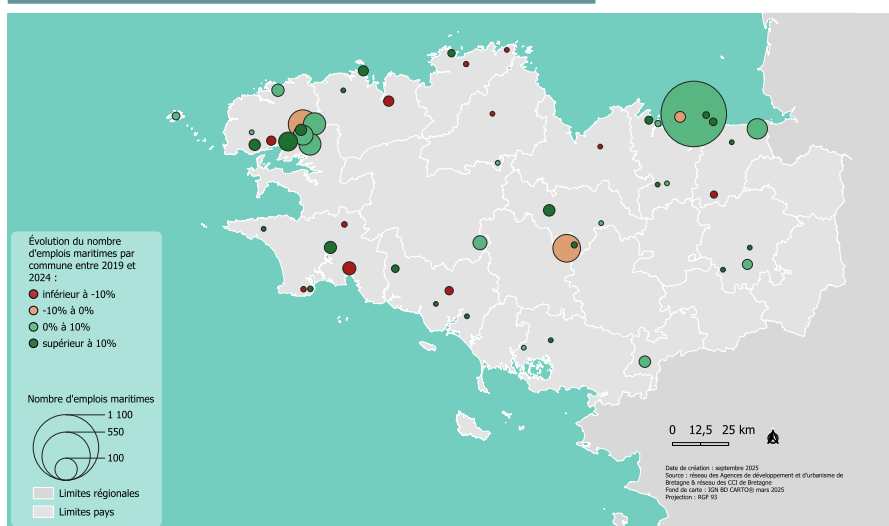 Évolution du nombre
d'emplois maritimes par
commune entre 2019 et
2024 :
inférieur à -10%
-10% à 0%
0% à 10%
supérieur à 10%
Nombre d'emplois maritimes
1 100
550
100
Limites régionales
Limites pays
0 12,5 25 km
Date de création : septembre 2025
Source : réseau des Agences de développement et d'urbanisme de
Bretagne & réseau des CCI de Bretagne
Fond de carte : IGN BD CARTO® mars 2025
Projection : RGF 93